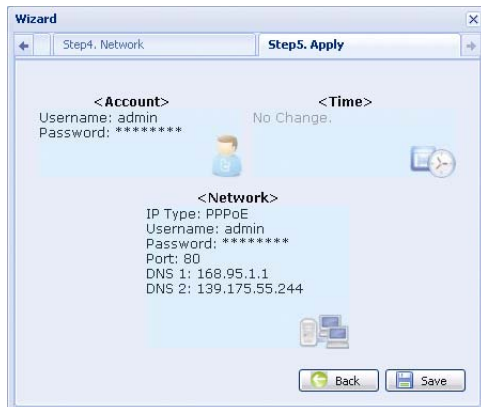 Wizard
Step4. Network
Step5. Apply
<Account>
Username: admin
Password: ********
<Time>
No Change.
<Network>
IP Type: PPPoE
Username: admin
Password: ********
Port: 80
DNS 1: 168.95.1.1
DNS 2: 139.175.55.244
Back
Save